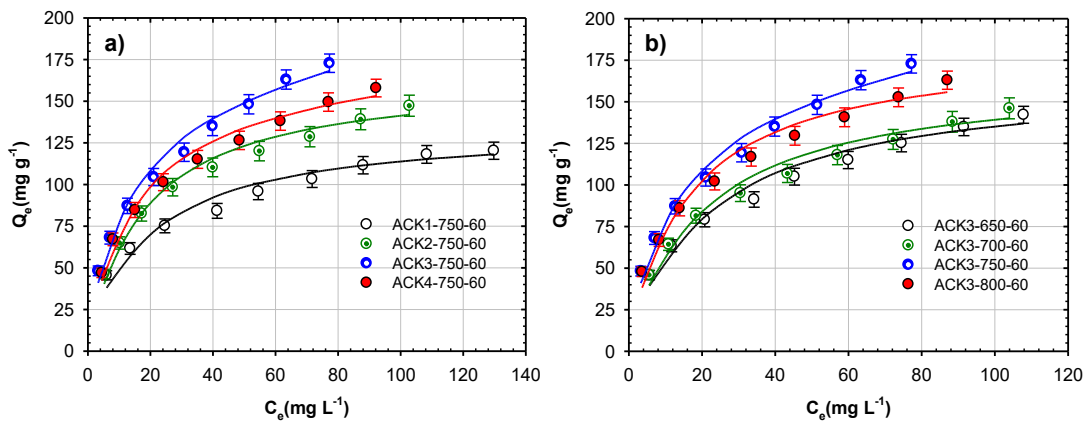 a)
200
175
150
125
100
75
50
25
0
Qe(mg g-1)
0 20 40 60 80 100 120 140
Ce(mg L-1)
ACK1-750-60
ACK2-750-60
ACK3-750-60
ACK4-750-60
b)
200
175
150
125
100
75
50
25
0
Qe(mg g-1)
0 20 40 60 80 100 120
Ce(mg L-1)
ACK3-650-60
ACK3-700-60
ACK3-750-60
ACK3-800-60